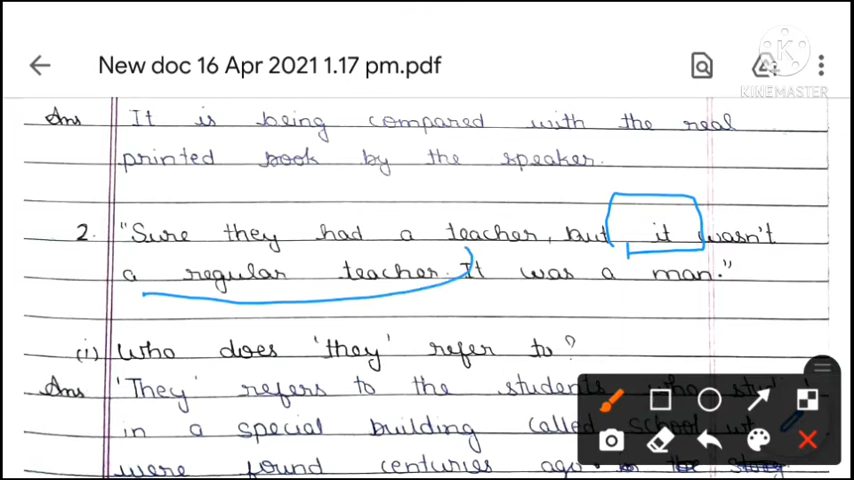 New doc 16 Apr 2021 1.17 pm.pdf
KINEMASTER
Ans It is being compared with the real
printed book by the speaker.
2. "Sure they had a teacher, but it wasn't
a regular teacher. It was a man."
(i) Who does 'they' refer to?
Ans 'They' refers to the students who
in a special building called school
were found centuries ago.